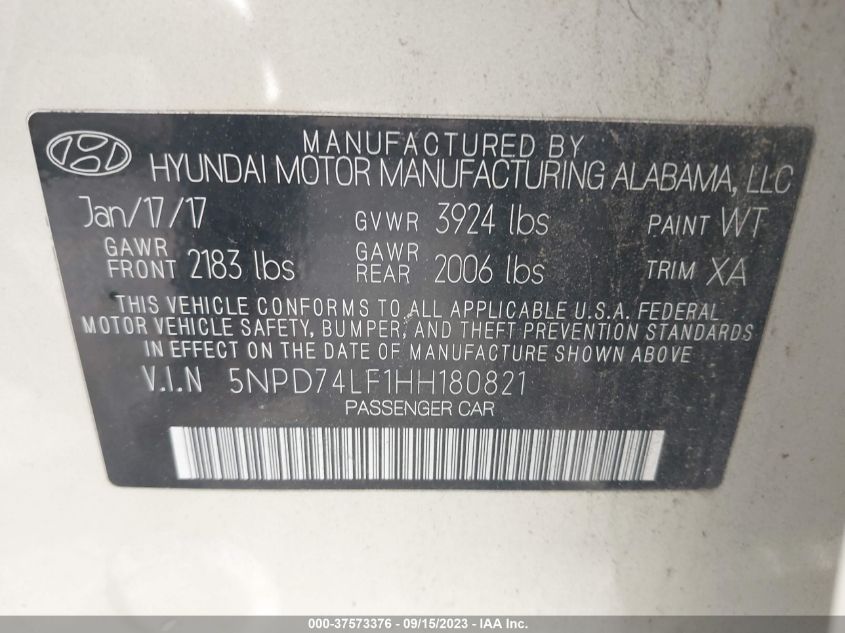 MANUFACTURED BY
HYUNDAI MOTOR MANUFACTURING ALABAMA, LLC
Jan/17/17 GVWR 3924 lbs PAINT WT
GAWR FRONT 2183 lbs GAWR REAR 2006 lbs TRIM XA
THIS VEHICLE CONFORMS TO ALL APPLICABLE U.S.A. FEDERAL
MOTOR VEHICLE SAFETY, BUMPER, AND THEFT PREVENTION STANDARDS
IN EFFECT ON THE DATE OF MANUFACTURE SHOWN ABOVE.
V.I.N 5NPD74LF1HH180821
PASSENGER CAR
000-37573376 - 09/15/2023 - IAA Inc.